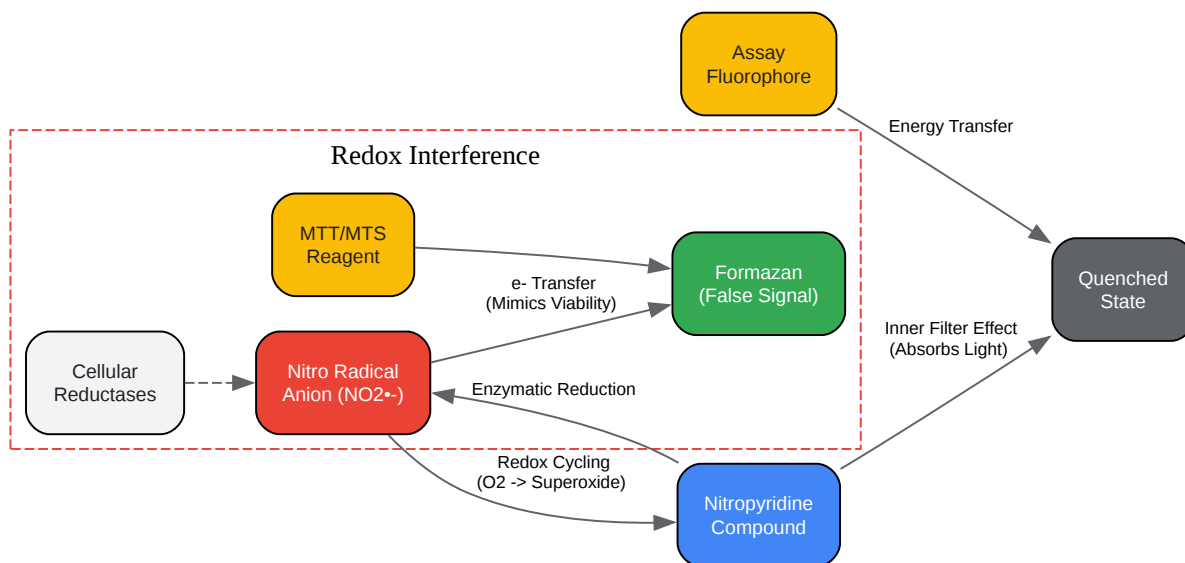 Assay
Fluorophore
Energy Transfer
Redox Interference
MTT/MTS
Reagent
Formazan
(False Signal)
Quenched
State
e- Transfer
(Mimics Viability)
Inner Filter Effect
(Absorbs Light)
Cellular
Reductases
Nitro Radical
Anion (NO2•-)
Enzymatic Reduction
Redox Cycling
(O2 -> Superoxide)
Nitropyridine
Compound